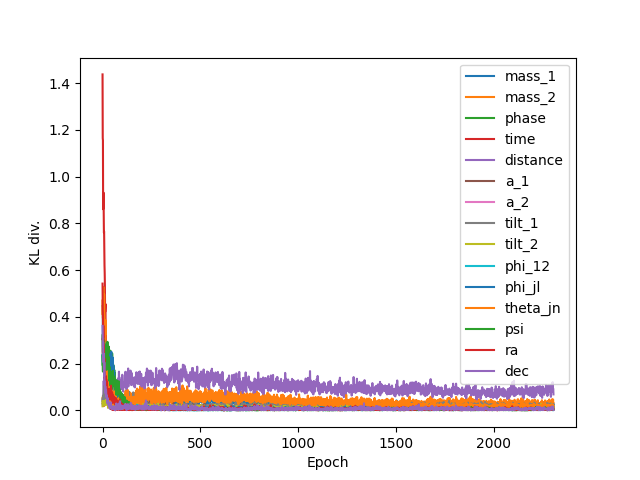 KL div.
1.4
1.2
1.0
0.8
0.6
0.4
0.2
0.0
mass_1
mass_2
phase
time
distance
a_1
a_2
tilt_1
tilt_2
phi_12
phi_jl
theta_jn
psi
ra
dec
0 500 1000 1500 2000
Epoch